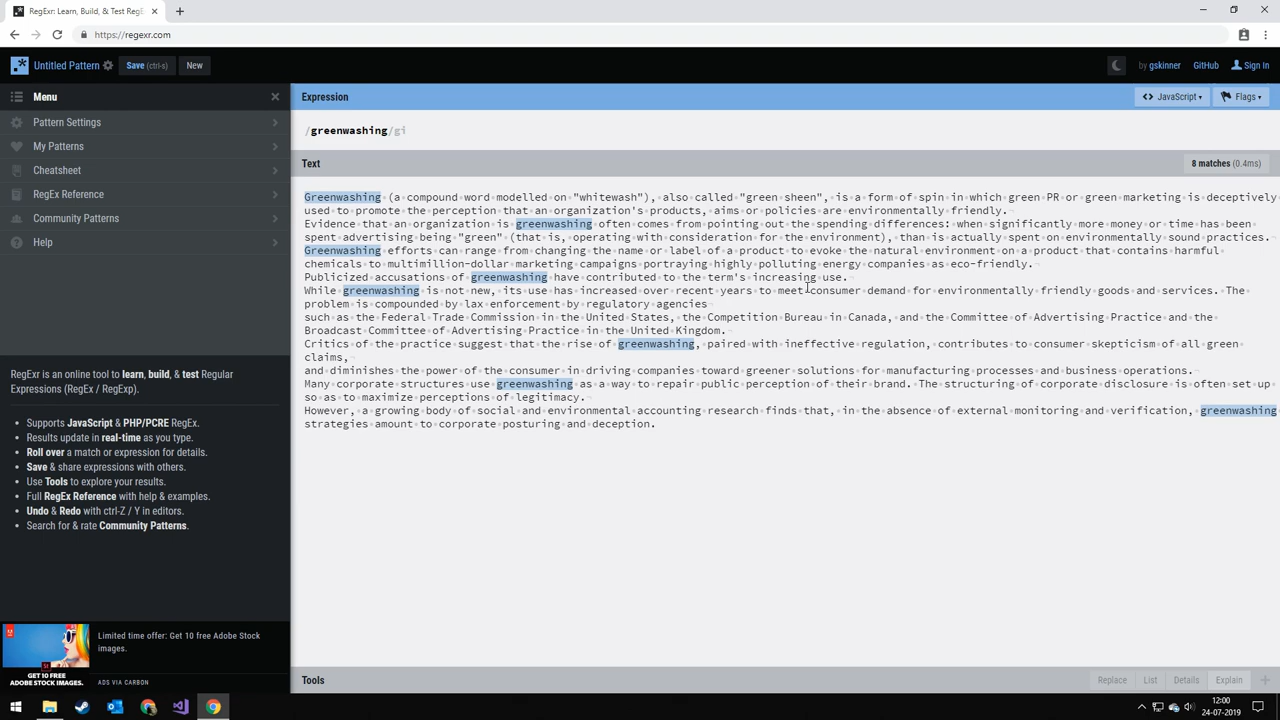 RegExr: Learn, Build, & Test RegEx
https://regexr.com
Untitled Pattern
Save (ctrl-s)
New
by gskinner
GitHub
Sign In
Menu
Expression
JavaScript
Flags
Pattern Settings
/greenwashing/gi
My Patterns
Cheatsheet
Text
8 matches (0.4ms)
RegEx Reference
Community Patterns
Help
Greenwashing (a compound word modelled on "whitewash"), also called "green sheen", is a form of spin in which green PR or green marketing is deceptively
used to promote the perception that an organization's products, aims or policies are environmentally friendly.
Evidence that an organization is greenwashing often comes from pointing out the spending differences: when significantly more money or time has been
spent advertising being "green" (that is, operating with consideration for the environment), than is actually spent on environmentally sound practices.
Greenwashing efforts can range from changing the name or label of a product to evoke the natural environment on a product that contains harmful
chemicals to multimillion-dollar marketing campaigns portraying highly polluting energy companies as eco-friendly.
Publicized accusations of greenwashing have contributed to the term's increasing use.
While greenwashing is not new, its use has increased over recent years to meet consumer demand for environmentally friendly goods and services. The
problem is compounded by lax enforcement by regulatory agencies
such as the Federal Trade Commission in the United States, the Competition Bureau in Canada, and the Committee of Advertising Practice and the
Broadcast Committee of Advertising Practice in the United Kingdom.
Critics of the practice suggest that the rise of greenwashing, paired with ineffective regulation, contributes to consumer skepticism of all green
claims,
and diminishes the power of the consumer in driving companies toward greener solutions for manufacturing processes and business operations.
Many corporate structures use greenwashing as a way to repair public perception of their brand. The structuring of corporate disclosure is often set up
so as to maximize perceptions of legitimacy.
However, a growing body of social and environmental accounting research finds that, in the absence of external monitoring and verification, greenwashing
strategies amount to corporate posturing and deception.
RegExr is an online tool to learn, build, & test Regular
Expressions (RegEx / RegExp).
Supports JavaScript & PHP/PCRE RegEx.
Results update in real-time as you type.
Roll over a match or expression for details.
Save & share expressions with others.
Use Tools to explore your results.
Full RegEx Reference with help & examples.
Undo & Redo with ctrl-Z / Y in editors.
Search for & rate Community Patterns.
Limited time offer: Get 10 free Adobe Stock
images.
GET 10 FREE
ADOBE STOCK
IMAGES.
ADS VIA CARBON
Tools
Replace
List
Details
Explain
12:00
24-07-2019